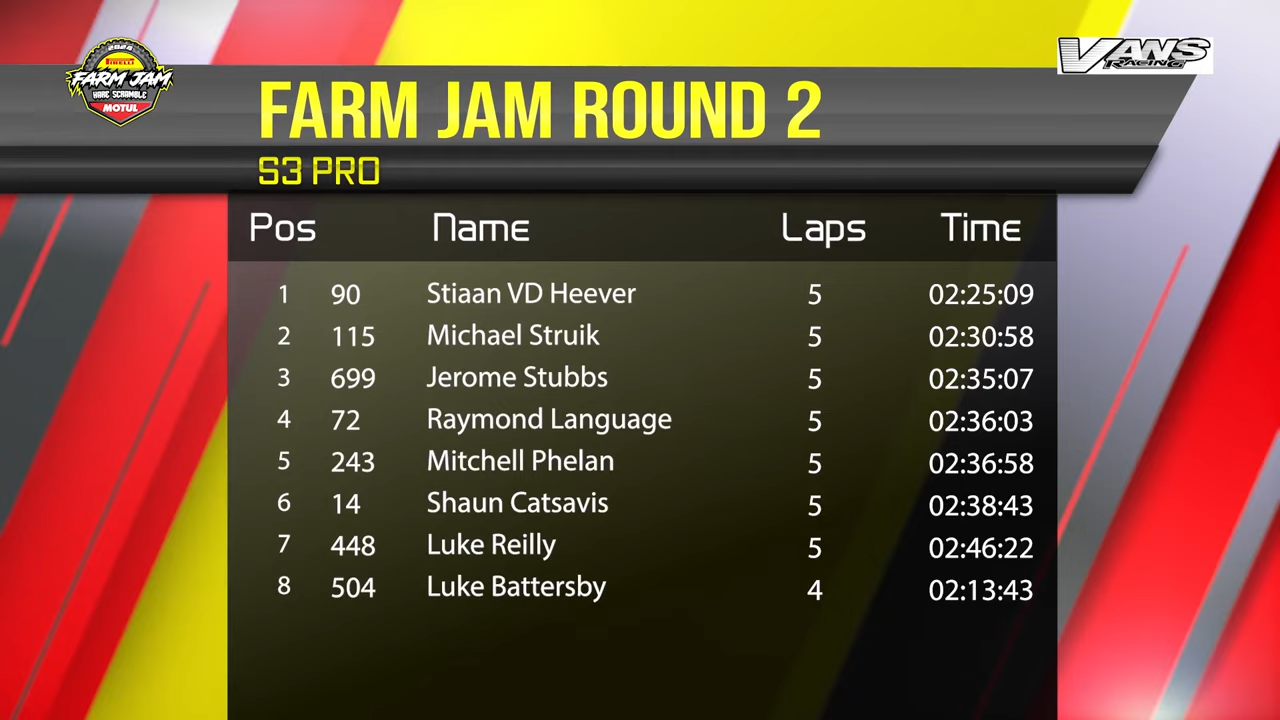 2024
PIRELLI
FARM JAM
HARE SCRAMBLE
MOTUL
VANS
RACING
FARM JAM ROUND 2
S3 PRO
Pos Name Laps Time
1 90 Stiaan VD Heever 5 02:25:09
2 115 Michael Struik 5 02:30:58
3 699 Jerome Stubbs 5 02:35:07
4 72 Raymond Language 5 02:36:03
5 243 Mitchell Phelan 5 02:36:58
6 14 Shaun Catsavis 5 02:38:43
7 448 Luke Reilly 5 02:46:22
8 504 Luke Battersby 4 02:13:43